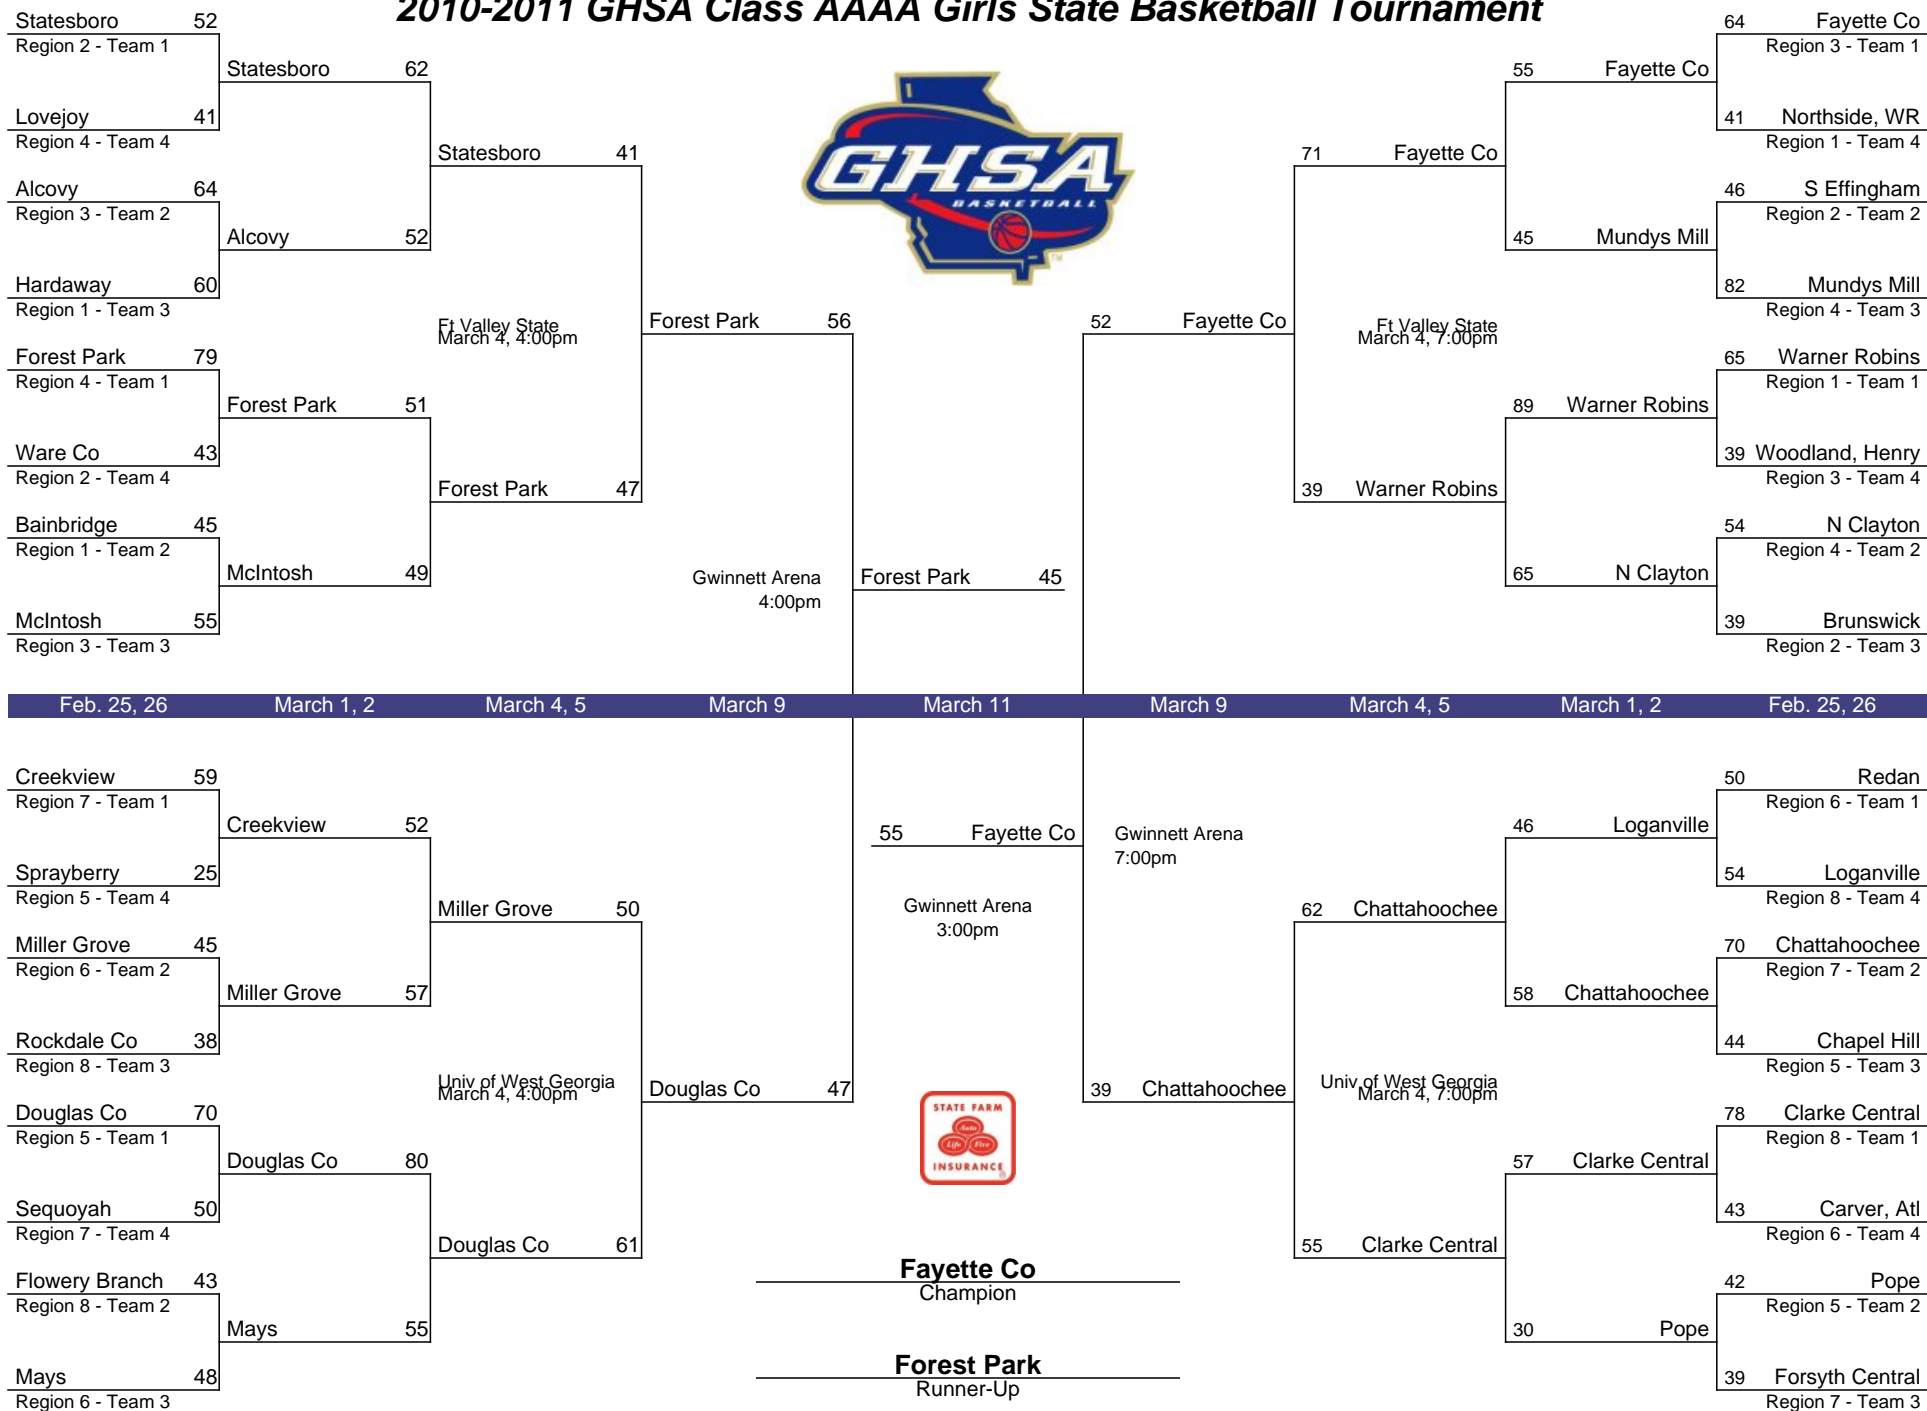 2010-2011 GHSA Class AAAA Girls State Basketball Tournament
Statesboro 52
Region 2 - Team 1
Lovejoy 41
Region 4 - Team 4
Alcovy 64
Region 3 - Team 2
Hardaway 60
Region 1 - Team 3
Forest Park 79
Region 4 - Team 1
Ware Co 43
Region 2 - Team 4
Bainbridge 45
Region 1 - Team 2
McIntosh 55
Region 3 - Team 3
Statesboro 62
Alcovy 52
Forest Park 51
McIntosh 49
Statesboro 41
Ft Valley State
March 4, 4:00pm
Forest Park 47
Forest Park 56
Gwinnett Arena
4:00pm
Forest Park 45
GHSA
BASKETBALL
TM
52 Fayette Co
71 Fayette Co
Ft Valley State
March 4, 7:00pm
39 Warner Robins
55 Fayette Co
45 Mundys Mill
89 Warner Robins
65 N Clayton
64 Fayette Co
Region 3 - Team 1
41 Northside, WR
Region 1 - Team 4
46 S Effingham
Region 2 - Team 2
82 Mundys Mill
Region 4 - Team 3
65 Warner Robins
Region 1 - Team 1
39 Woodland, Henry
Region 3 - Team 4
54 N Clayton
Region 4 - Team 2
39 Brunswick
Region 2 - Team 3
Feb. 25, 26 March 1, 2 March 4, 5 March 9 March 11 March 9 March 4, 5 March 1, 2 Feb. 25, 26
Creekview 59
Region 7 - Team 1
Sprayberry 25
Region 5 - Team 4
Miller Grove 45
Region 6 - Team 2
Rockdale Co 38
Region 8 - Team 3
Douglas Co 70
Region 5 - Team 1
Sequoyah 50
Region 7 - Team 4
Flowery Branch 43
Region 8 - Team 2
Mays 48
Region 6 - Team 3
Creekview 52
Miller Grove 57
Douglas Co 80
Mays 55
Miller Grove 50
Univ of West Georgia
March 4, 4:00pm
Douglas Co 61
Douglas Co 47
55 Fayette Co
Gwinnett Arena
3:00pm
Gwinnett Arena
7:00pm
STATE FARM
Auto
Life Fire
INSURANCE
®
Fayette Co
Champion
Forest Park
Runner-Up
39 Chattahoochee
62 Chattahoochee
Univ of West Georgia
March 4, 7:00pm
55 Clarke Central
46 Loganville
58 Chattahoochee
57 Clarke Central
30 Pope
50 Redan
Region 6 - Team 1
54 Loganville
Region 8 - Team 4
70 Chattahoochee
Region 7 - Team 2
44 Chapel Hill
Region 5 - Team 3
78 Clarke Central
Region 8 - Team 1
43 Carver, Atl
Region 6 - Team 4
42 Pope
Region 5 - Team 2
39 Forsyth Central
Region 7 - Team 3